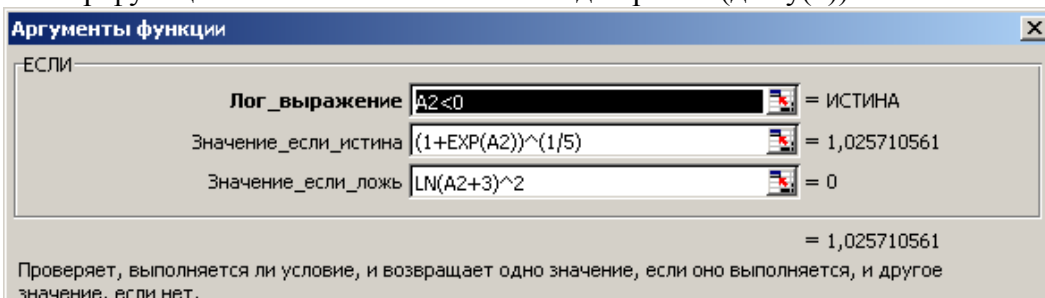 Аргументы функции
ЕСЛИ
Лог_выражение A2<0 = ИСТИНА
Значение_если_истина (1+EXP(A2))^(1/5) = 1,025710561
Значение_если_ложь LN(A2+3)^2 = 0
= 1,025710561
Проверяет, выполняется ли условие, и возвращает одно значение, если оно выполняется, и другое
значение, если нет.